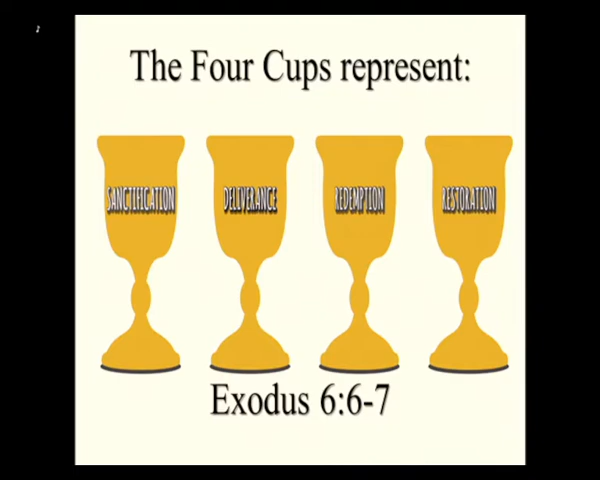 The Four Cups represent:
SANCTIFICATION DELIVERANCE REDEMPTION RESTORATION
Exodus 6:6-7